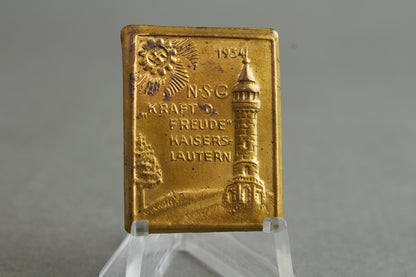 1934
N·S·G
„KRAFT D.
FREUDE"
KAISERS-
LAUTERN